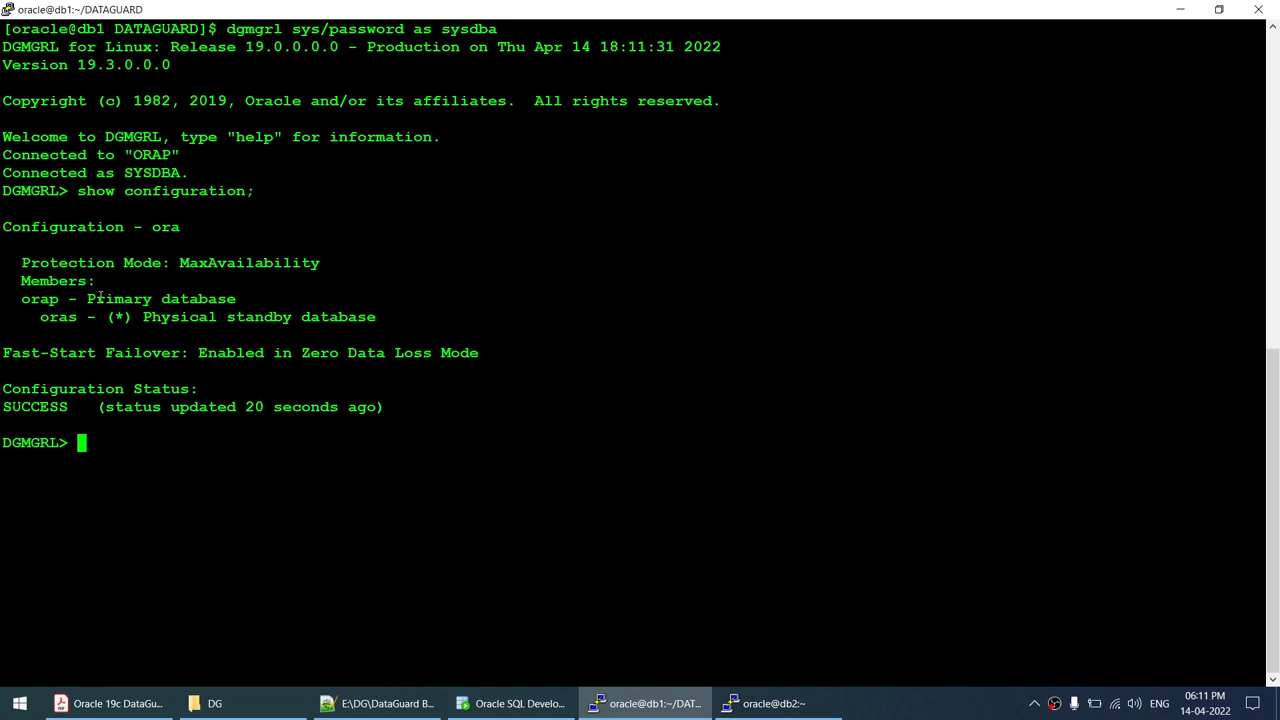 oracle@db1:~/DATAGUARD
[oracle@db1 DATAGUARD]$ dgmgrl sys/password as sysdba
DGMGRL for Linux: Release 19.0.0.0.0 - Production on Thu Apr 14 18:11:31 2022
Version 19.3.0.0.0
Copyright (c) 1982, 2019, Oracle and/or its affiliates.  All rights reserved.
Welcome to DGMGRL, type "help" for information.
Connected to "ORAP"
Connected as SYSDBA.
DGMGRL> show configuration;
Configuration - ora
Protection Mode: MaxAvailability
Members:
orap - Primary database
oras - (*) Physical standby database
Fast-Start Failover: Enabled in Zero Data Loss Mode
Configuration Status:
SUCCESS   (status updated 20 seconds ago)
DGMGRL>
Oracle 19c DataGu...
DG
E:\DG\DataGuard B...
Oracle SQL Develo...
oracle@db1:~/DAT...
oracle@db2:~
ENG
06:11 PM
14-04-2022